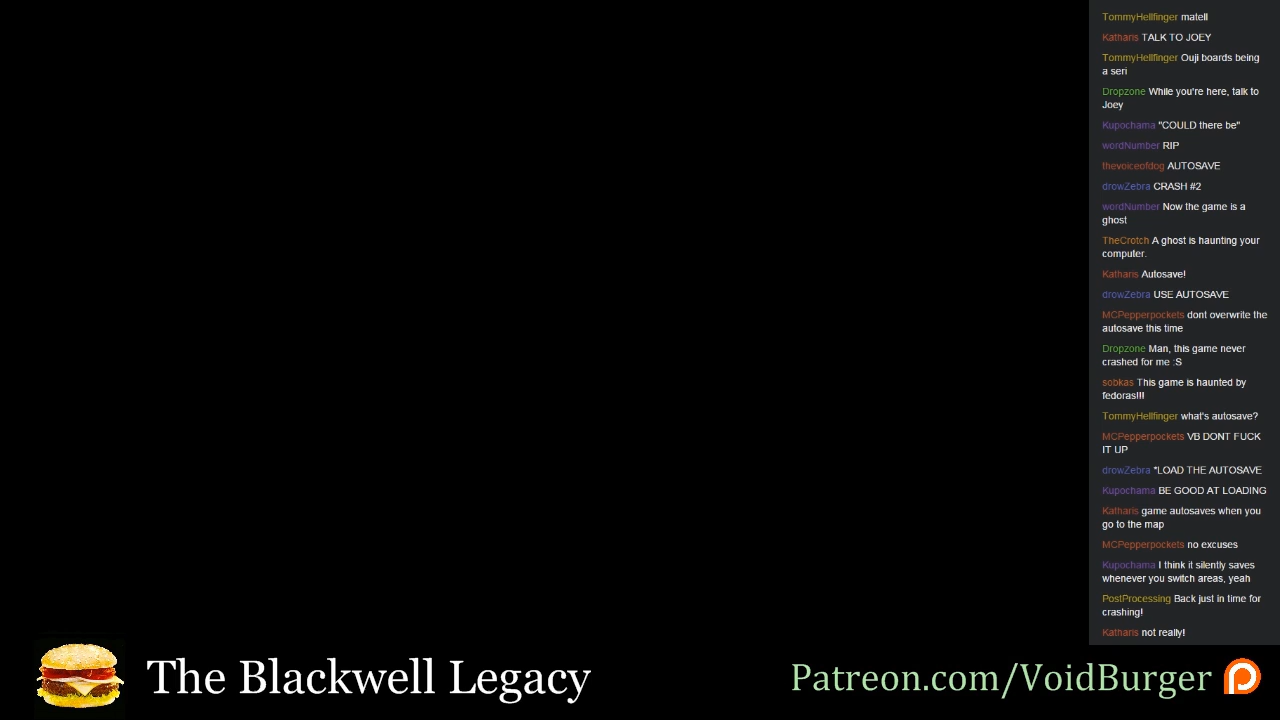 TommyHellfinger matell
Katharis TALK TO JOEY
TommyHellfinger Ouji boards being
a seri
Dropzone While you're here, talk to
Joey
Kupochama "COULD there be"
wordNumber RIP
thevoiceofdog AUTOSAVE
drowZebra CRASH #2
wordNumber Now the game is a
ghost
TheCrotch A ghost is haunting your
computer.
Katharis Autosave!
drowZebra USE AUTOSAVE
MCPepperpockets dont overwrite the
autosave this time
Dropzone Man, this game never
crashed for me :S
sobkas This game is haunted by
fedoras!!!
TommyHellfinger what's autosave?
MCPepperpockets VB DONT FUCK
IT UP
drowZebra *LOAD THE AUTOSAVE
Kupochama BE GOOD AT LOADING
Katharis game autosaves when you
go to the map
MCPepperpockets no excuses
Kupochama I think it silently saves
whenever you switch areas, yeah
PostProcessing Back just in time for
crashing!
Katharis not really!
The Blackwell Legacy
Patreon.com/VoidBurger